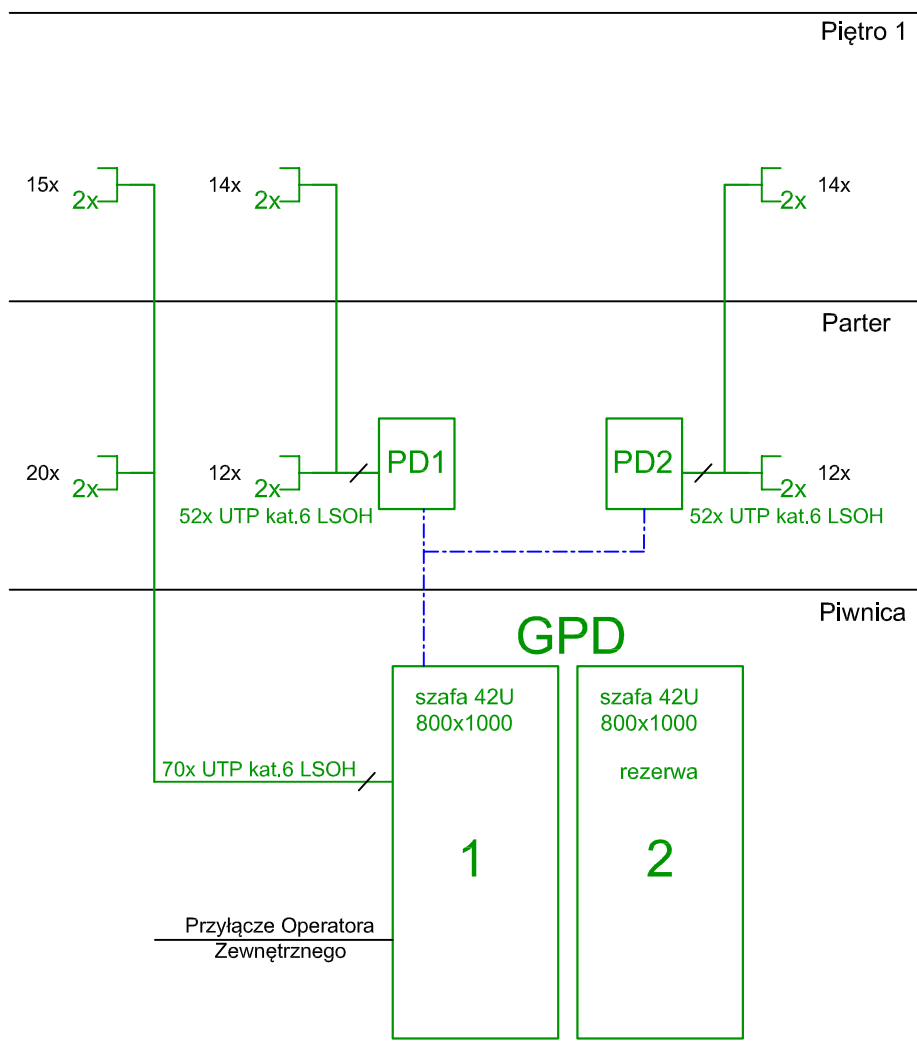 Piętro 1
15x
2x
14x
2x
2x
14x
Parter
20x
2x
12x
2x
PD1
PD2
2x
12x
52x UTP kat.6 LSOH
52x UTP kat.6 LSOH
Piwnica
GPD
szafa 42U
800x1000
szafa 42U
800x1000
rezerwa
70x UTP kat.6 LSOH
1
2
Przyłącze Operatora
Zewnętrznego